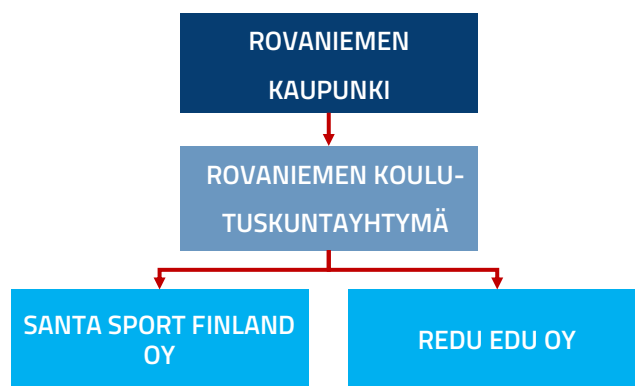 ROVANIEMEN
KAUPUNKI
ROVANIEMEN KOULU-
TUSKUNTAYHTYMÄ
SANTA SPORT FINLAND
OY
REDU EDU OY